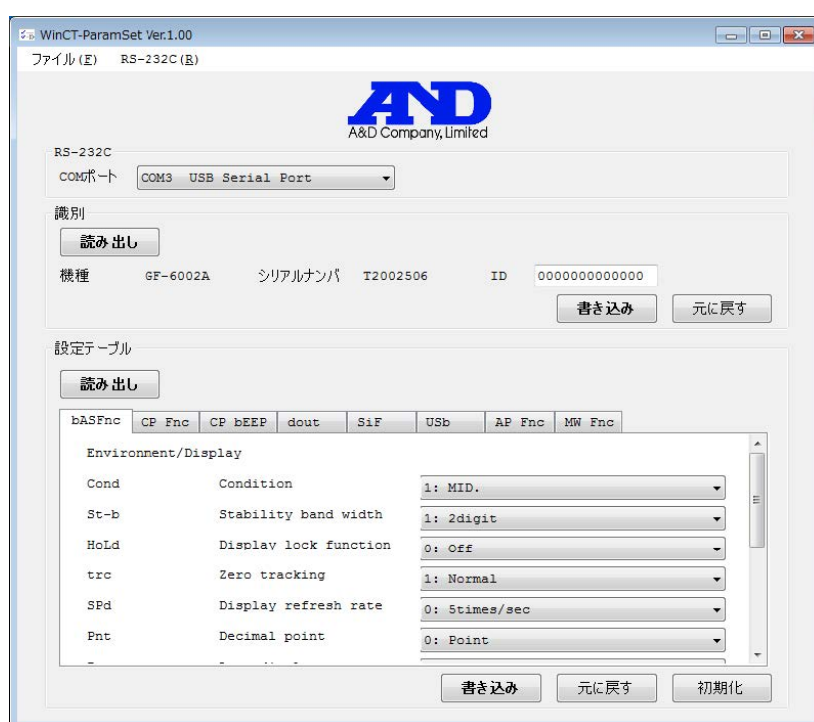 WinCT-ParamSet Ver.1.00
ファイル(F) RS-232C(R)
AND
A&D Company, Limited
RS-232C
COMポート COM3 USB Serial Port
識別
読み出し
機種 GF-6002A シリアルナンバ T2002506 ID 0000000000000
書き込み 元に戻す
設定テーブル
読み出し
bASFnc CP Fnc CP bEEP dout SiF USb AP Fnc MW Fnc
Environment/Display
Cond Condition 1: MID.
St-b Stability band width 1: 2digit
HoLd Display lock function 0: Off
trc Zero tracking 1: Normal
SPd Display refresh rate 0: 5times/sec
Pnt Decimal point 0: Point
書き込み 元に戻す 初期化